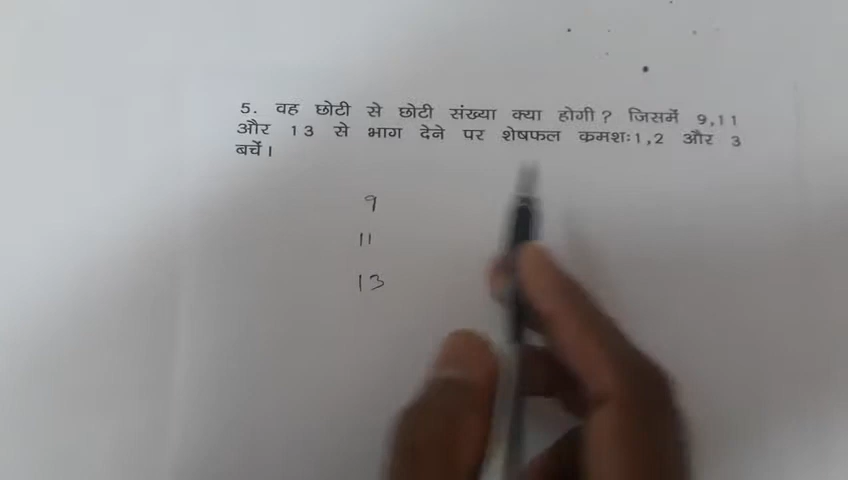 5. वह छोटी से छोटी संख्या क्या होगी? जिसमें 9,11
और 13 से भाग देने पर शेषफल क्रमशः1,2 और 3
बचें।
9
11
13